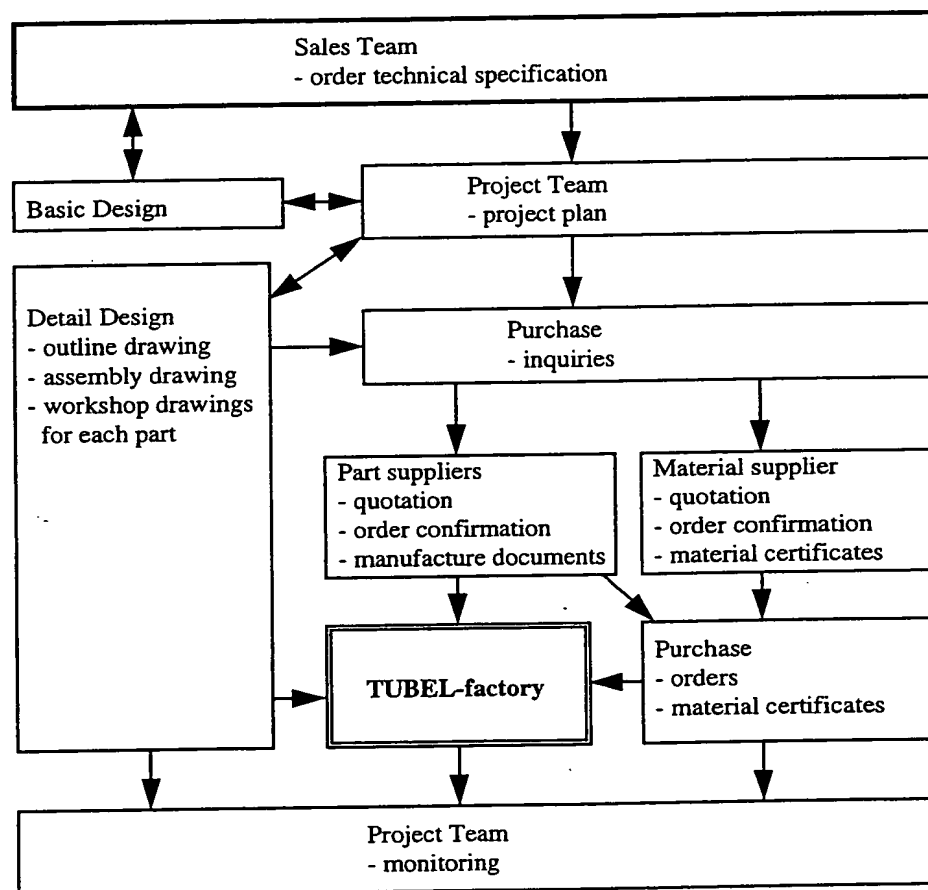 Sales Team
- order technical specification
Basic Design
Project Team
- project plan
Detail Design
- outline drawing
- assembly drawing
- workshop drawings
for each part
Purchase
- inquiries
Part suppliers
- quotation
- order confirmation
- manufacture documents
Material supplier
- quotation
- order confirmation
- material certificates
TUBEL-factory
Purchase
- orders
- material certificates
Project Team
- monitoring